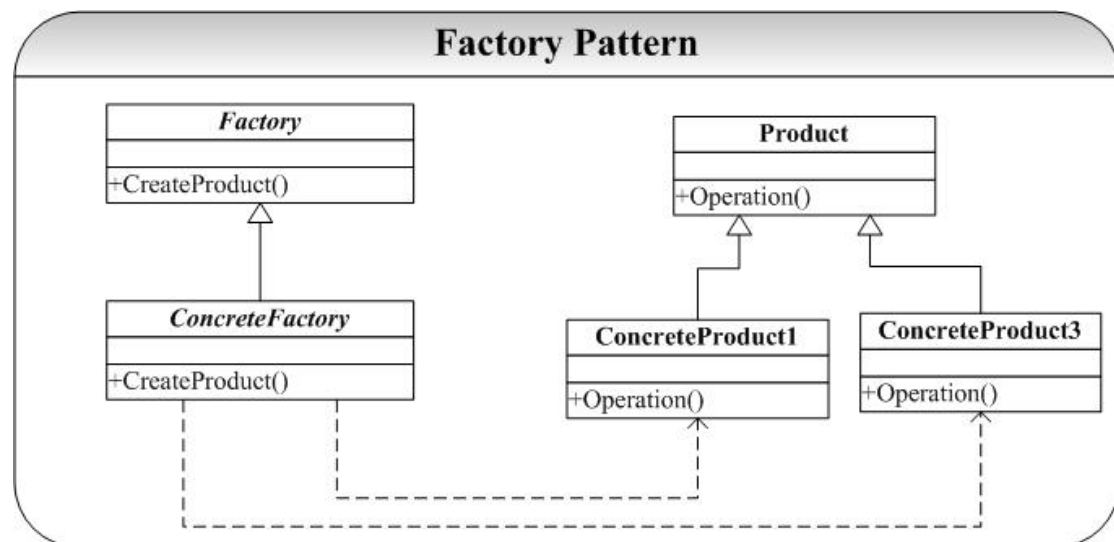 Factory Pattern
Factory
+CreateProduct()
Product
+Operation()
ConcreteFactory
+CreateProduct()
ConcreteProduct1
+Operation()
ConcreteProduct3
+Operation()